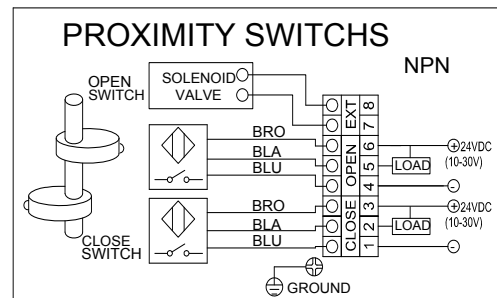 PROXIMITY SWITCHS
NPN
OPEN
SWITCH
SOLENOID
VALVE
BRO
BLA
BLU
BRO
BLA
BLU
CLOSE
SWITCH
EXT
OPEN
CLOSE
8
7
6
5
4
3
2
1
24VDC
(10-30V)
LOAD
24VDC
(10-30V)
LOAD
GROUND